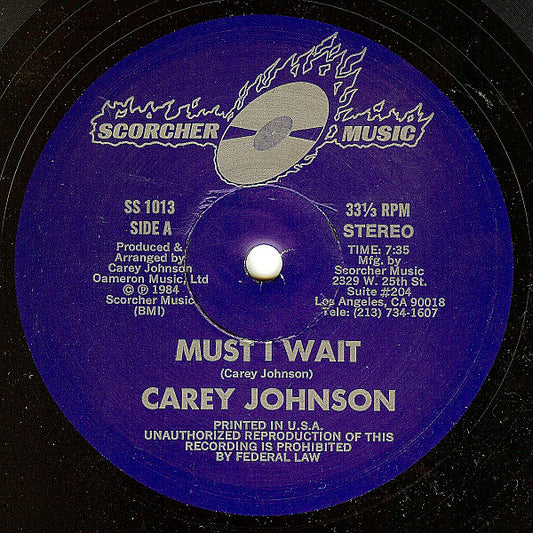 SCORCHER MUSIC
SS 1013
SIDE A
Produced &
Arranged by
Carey Johnson
Oameron Music, Ltd
© ℗ 1984
Scorcher Music
(BMI)
33⅓ RPM
STEREO
TIME: 7:35
Mfg. by
Scorcher Music
2329 W. 25th St.
Suite #204
Los Angeles, CA 90018
Tele: (213) 734-1607
MUST I WAIT
(Carey Johnson)
CAREY JOHNSON
PRINTED IN U.S.A.
UNAUTHORIZED REPRODUCTION OF THIS
RECORDING IS PROHIBITED
BY FEDERAL LAW